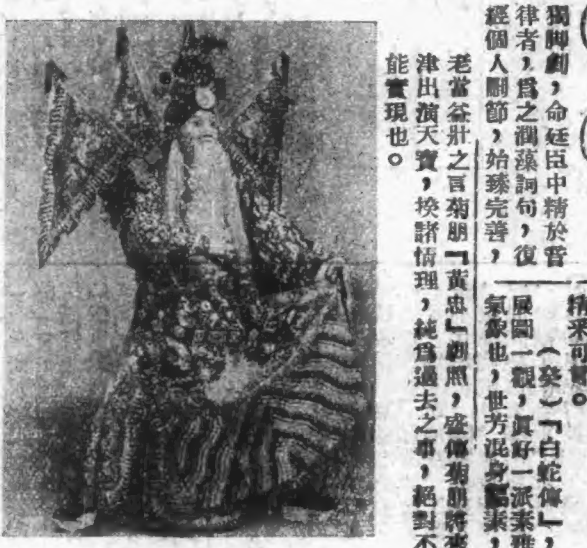 獨脚劇，命廷臣中精於音
律者，爲之潤藻詞句，復
經個人刪節，始臻完善，
精采可。
（癸）『白蛇傳』，
展圖一觀，眞好一派素雅
氣象也，世芳混身素，
老當益壯之言菊朋『黃忠』劇照，盛傳菊朋將來
津出演天寶，揆諸情理，純爲過去之事，絕對不
能實現也。